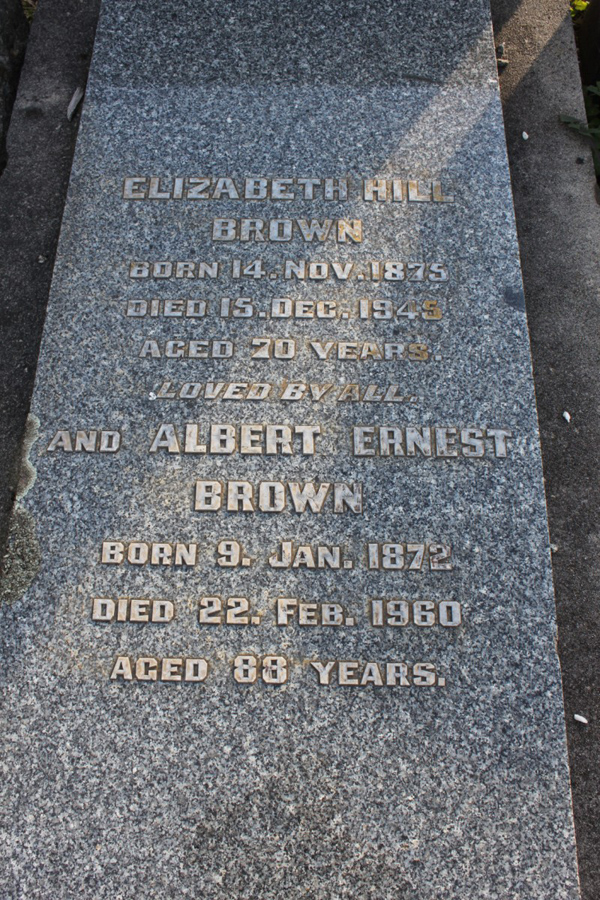 ELIZABETH HILL
BROWN
BORN 14. NOV. 1875
DIED 15. DEC. 1945
AGED 70 YEARS.
LOVED BY ALL.
AND ALBERT ERNEST
BROWN
BORN 9. JAN. 1872
DIED 22. FEB. 1960
AGED 88 YEARS.